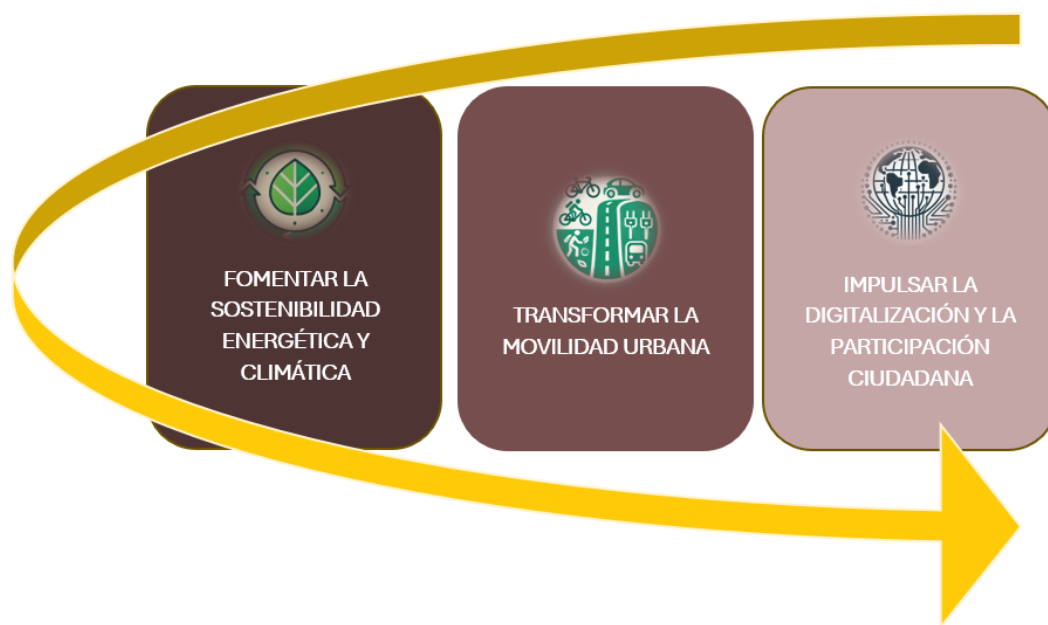 FOMENTAR LA
SOSTENIBILIDAD
ENERGÉTICA Y
CLIMÁTICA
TRANSFORMAR LA
MOVILIDAD URBANA
IMPULSAR LA
DIGITALIZACIÓN Y LA
PARTICIPACIÓN
CIUDADANA